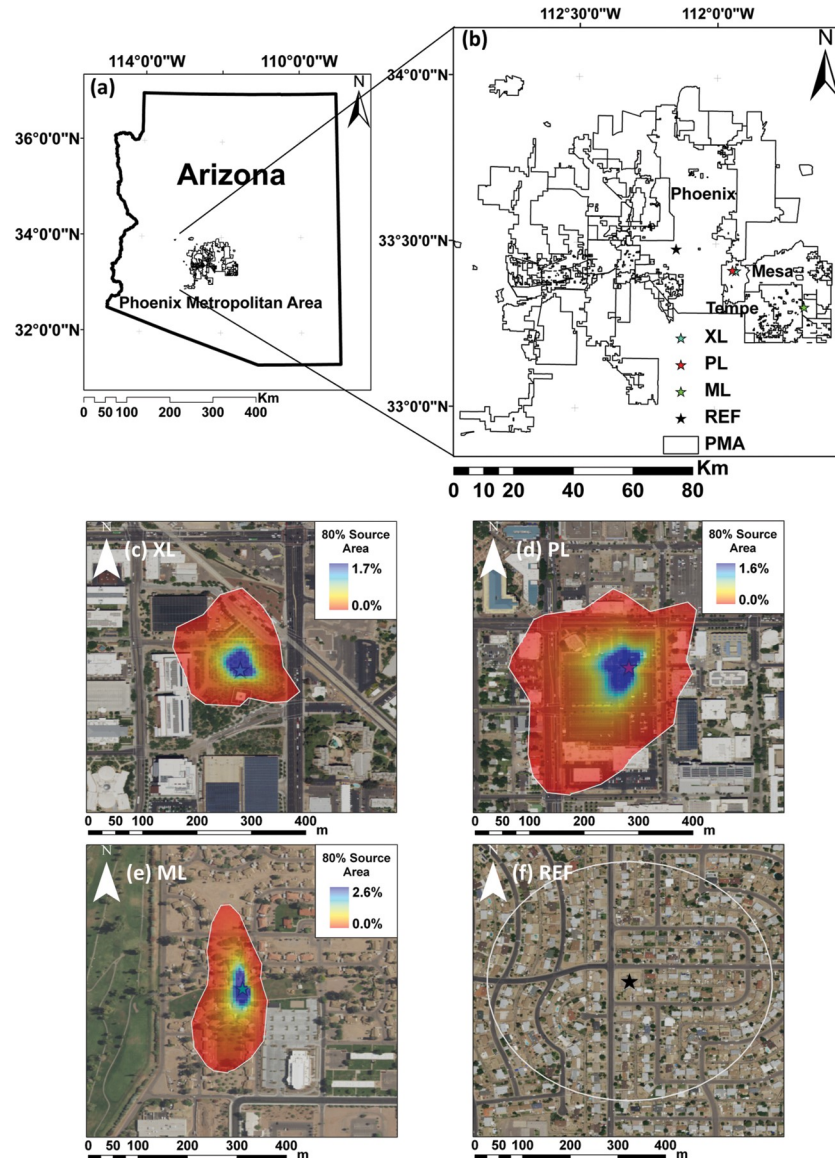 114°0'0"W 110°0'0"W
(a)
N
36°0'0"N
34°0'0"N
32°0'0"N
Arizona
Phoenix Metropolitan Area
Km
0 50 100 200 300 400
112°30'0"W 112°0'0"W
(b)
N
34°0'0"N
33°30'0"N
33°0'0"N
Phoenix
Mesa
Tempe
XL
PL
ML
REF
PMA
Km
0 10 20 40 60 80
N
(c) XL
80% Source
Area
1.7%
0.0%
0 50 100 200 300 400
m
N
(d) PL
80% Source
Area
1.6%
0.0%
0 50 100 200 300 400
m
N
(e) ML
80% Source
Area
2.6%
0.0%
0 50 100 200 300 400
m
N
(f) REF
0 50 100 200 300 400
m